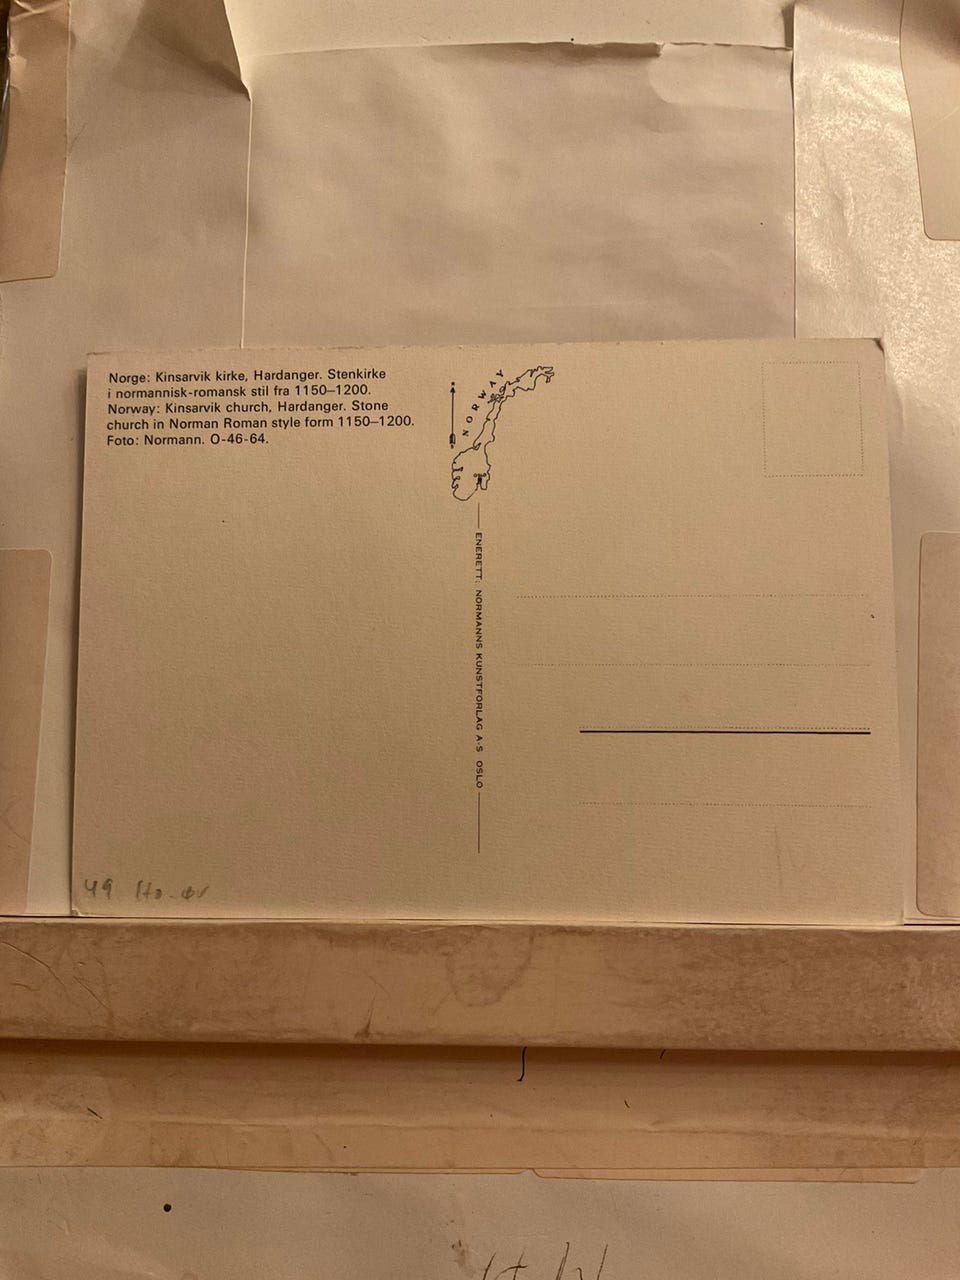 Norge: Kinsarvik kirke, Hardanger. Stenkirke
i normannisk-romansk stil fra 1150–1200.
Norway: Kinsarvik church, Hardanger. Stone
church in Norman Roman style form 1150–1200.
Foto: Normann. O-46-64.
NORWAY
ENERETT: NORMANNS KUNSTFORLAG A-S OSLO
49